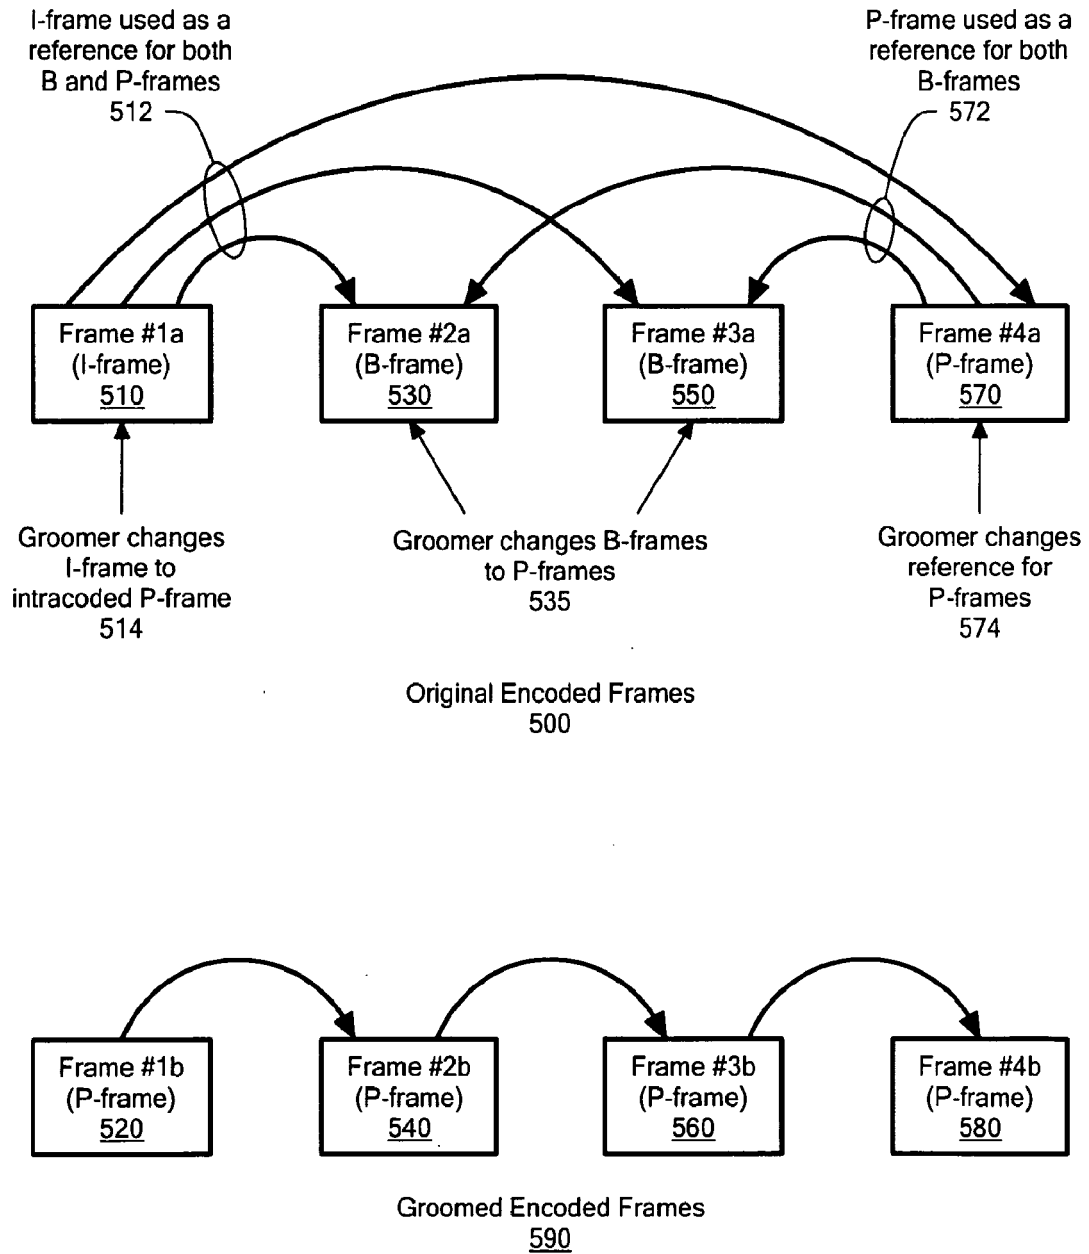 I-frame used as a
reference for both
B and P-frames
512
P-frame used as a
reference for both
B-frames
572
Frame #1a
(I-frame)
510
Frame #2a
(B-frame)
530
Frame #3a
(B-frame)
550
Frame #4a
(P-frame)
570
Groomer changes
I-frame to
intracoded P-frame
514
Groomer changes B-frames
to P-frames
535
Groomer changes
reference for
P-frames
574
Original Encoded Frames
500
Frame #1b
(P-frame)
520
Frame #2b
(P-frame)
540
Frame #3b
(P-frame)
560
Frame #4b
(P-frame)
580
Groomed Encoded Frames
590